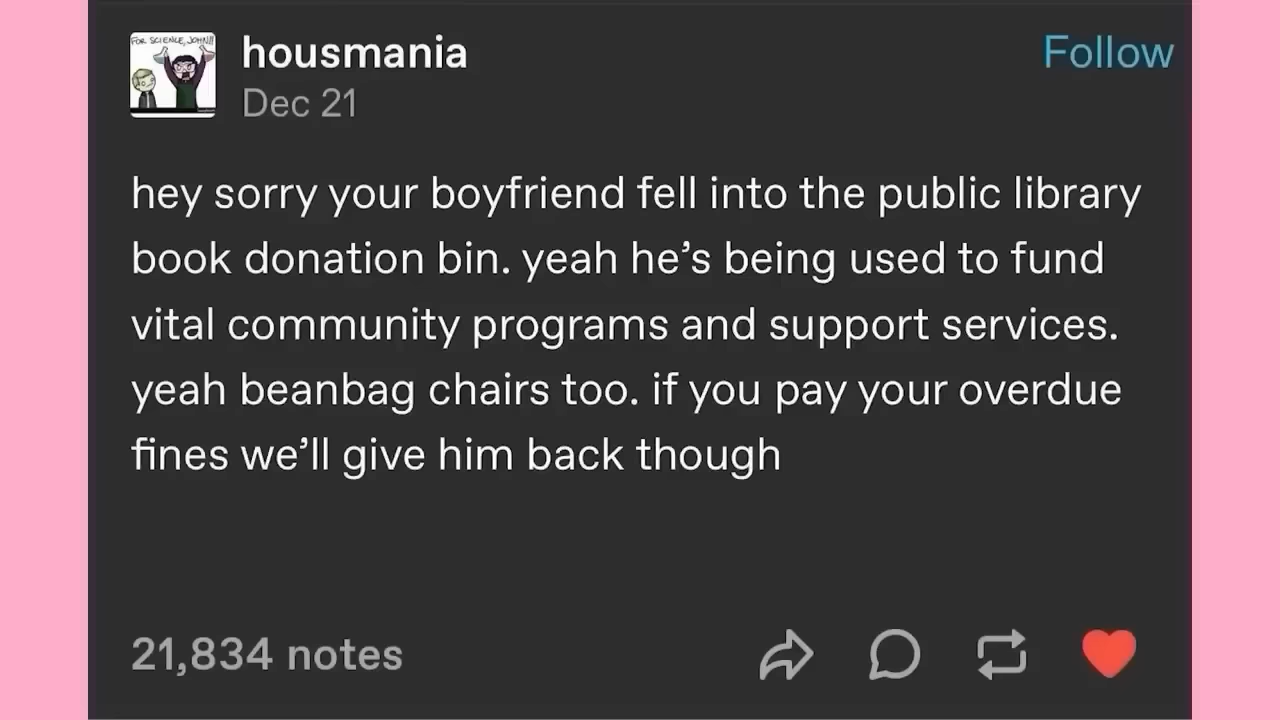 FOR SCIENCE, JOHN!!
housmania
Follow
Dec 21
hey sorry your boyfriend fell into the public library
book donation bin. yeah he’s being used to fund
vital community programs and support services.
yeah beanbag chairs too. if you pay your overdue
fines we’ll give him back though
21,834 notes